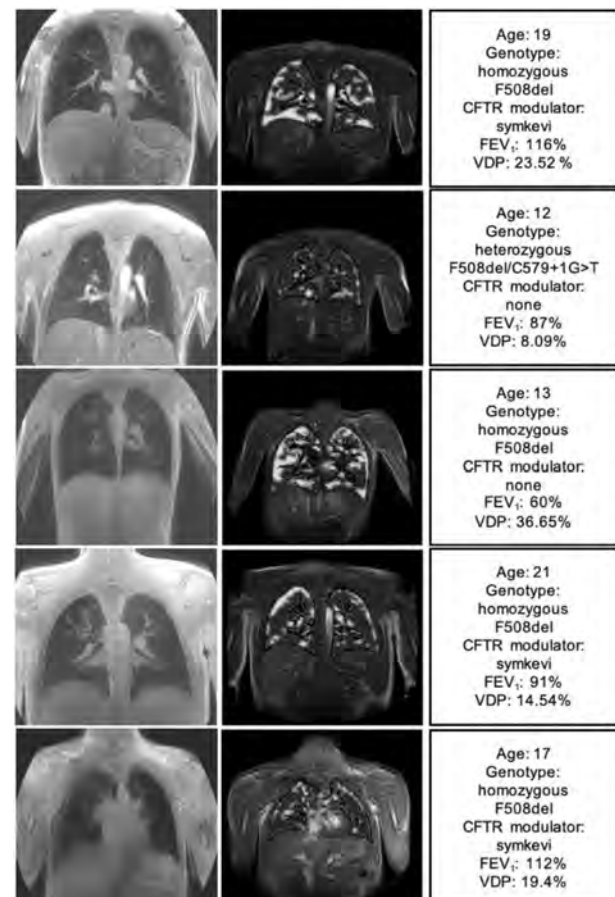 Age: 19
Genotype:
homozygous
F508del
CFTR modulator:
symkevi
FEV₁: 116%
VDP: 23.52 %
Age: 12
Genotype:
heterozygous
F508del/C579+1G>T
CFTR modulator:
none
FEV₁: 87%
VDP: 8.09%
Age: 13
Genotype:
homozygous
F508del
CFTR modulator:
none
FEV₁: 60%
VDP: 36.65%
Age: 21
Genotype:
homozygous
F508del
CFTR modulator:
symkevi
FEV₁: 91%
VDP: 14.54%
Age: 17
Genotype:
homozygous
F508del
CFTR modulator:
symkevi
FEV₁: 112%
VDP: 19.4%